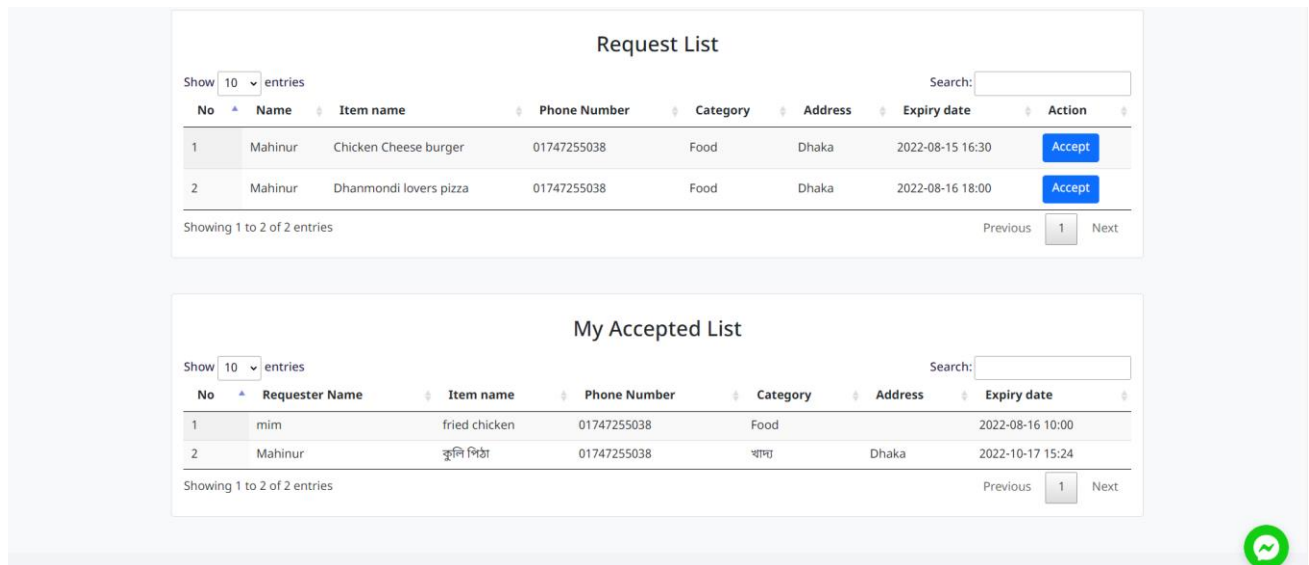 Request List
Show 10 entries Search:
No Name Item name Phone Number Category Address Expiry date Action
1 Mahinur Chicken Cheese burger 01747255038 Food Dhaka 2022-08-15 16:30 Accept
2 Mahinur Dhanmondi lovers pizza 01747255038 Food Dhaka 2022-08-16 18:00 Accept
Showing 1 to 2 of 2 entries Previous 1 Next
My Accepted List
Show 10 entries Search:
No Requester Name Item name Phone Number Category Address Expiry date
1 mim fried chicken 01747255038 Food 2022-08-16 10:00
2 Mahinur কুলি পিঠা 01747255038 খাদ্য Dhaka 2022-10-17 15:24
Showing 1 to 2 of 2 entries Previous 1 Next